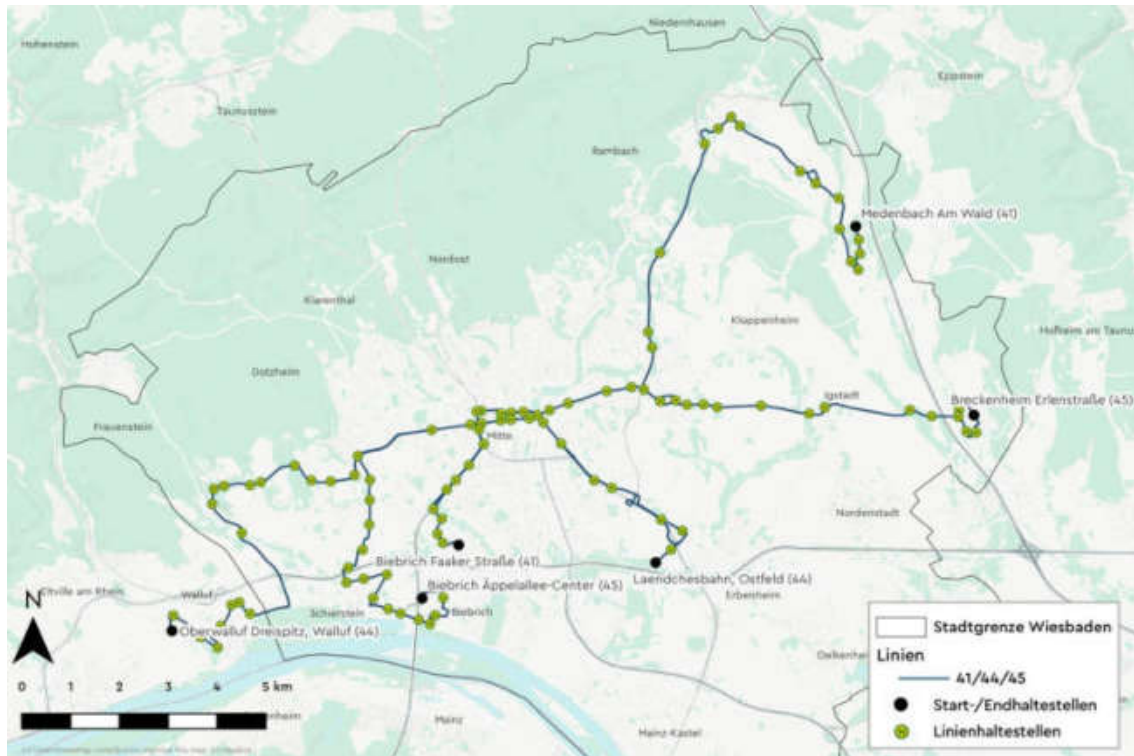 Niedernhausen
Hohenstein
Eppstein
Taunusstein
Rambach
Medenbach Am Wald (41)
Nordost
Klarenthal
Kloppenheim
Hofheim am Taunu
Dotzheim
Igstadt
Breckenheim Erlenstraße (45)
Frauenstein
Mitte
Nordenstadt
Biebrich Faaker Straße (41)
Biebrich Äppelallee-Center (45)
Laendchesbahn, Ostfeld (44)
Erbenheim
Eltville am Rhein
Walluf
Schierstein
Biebrich
Oberwalluf Dreispitz, Walluf (44)
N
0 1 2 3 4 5 km
Mainz
Mainz-Kastel
Stadtgrenze Wiesbaden
Linien
41/44/45
Start-/Endhaltestellen
Linienhaltestellen